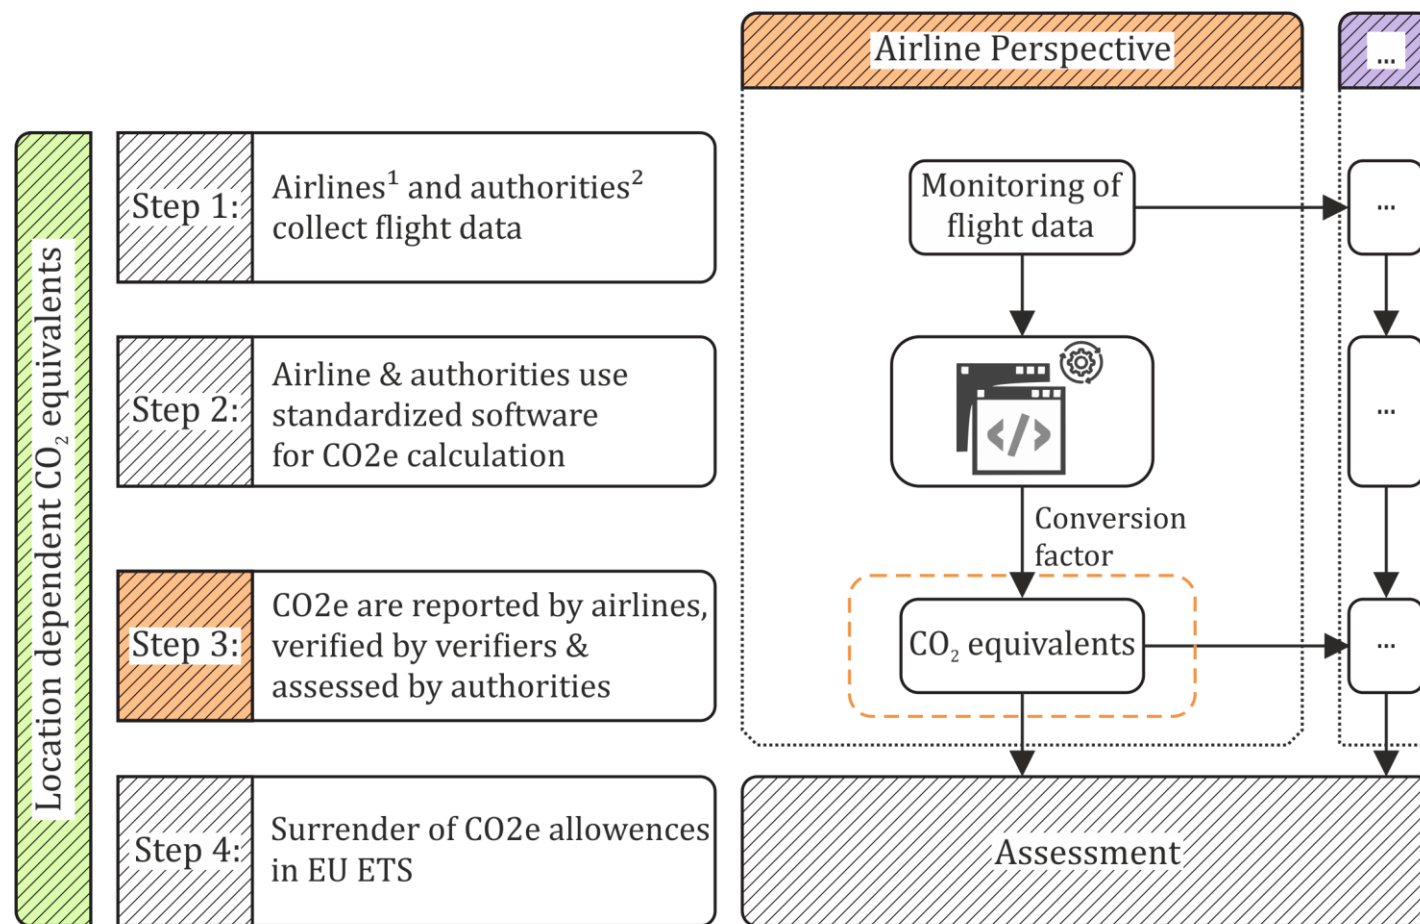 Airline Perspective
...
Location dependent CO₂ equivalents
Step 1:
Airlines¹ and authorities²
collect flight data
Monitoring of
flight data
...
Step 2:
Airline & authorities use
standardized software
for CO2e calculation
</>
...
Conversion
factor
Step 3:
CO2e are reported by airlines,
verified by verifiers &
assessed by authorities
CO₂ equivalents
...
Step 4:
Surrender of CO2e allowences
in EU ETS
Assessment